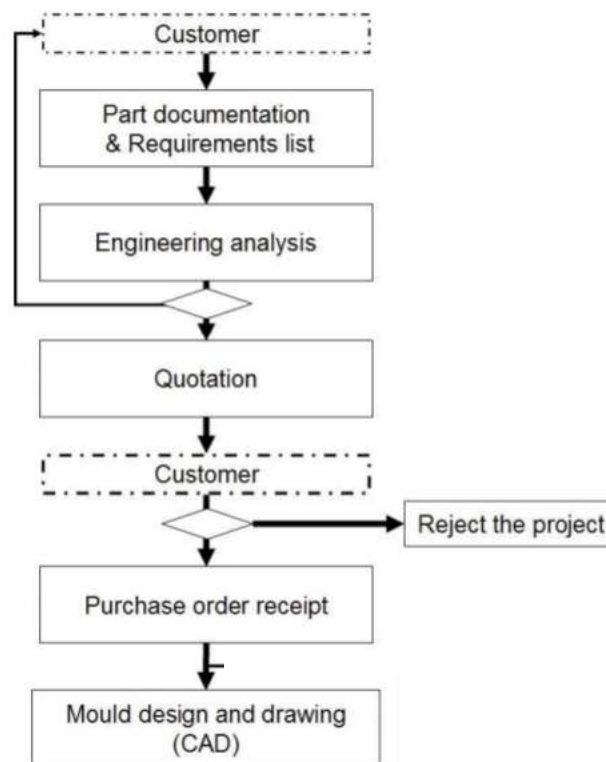 Customer
Part documentation
& Requirements list
Engineering analysis
Quotation
Customer
Reject the project
Purchase order receipt
Mould design and drawing
(CAD)